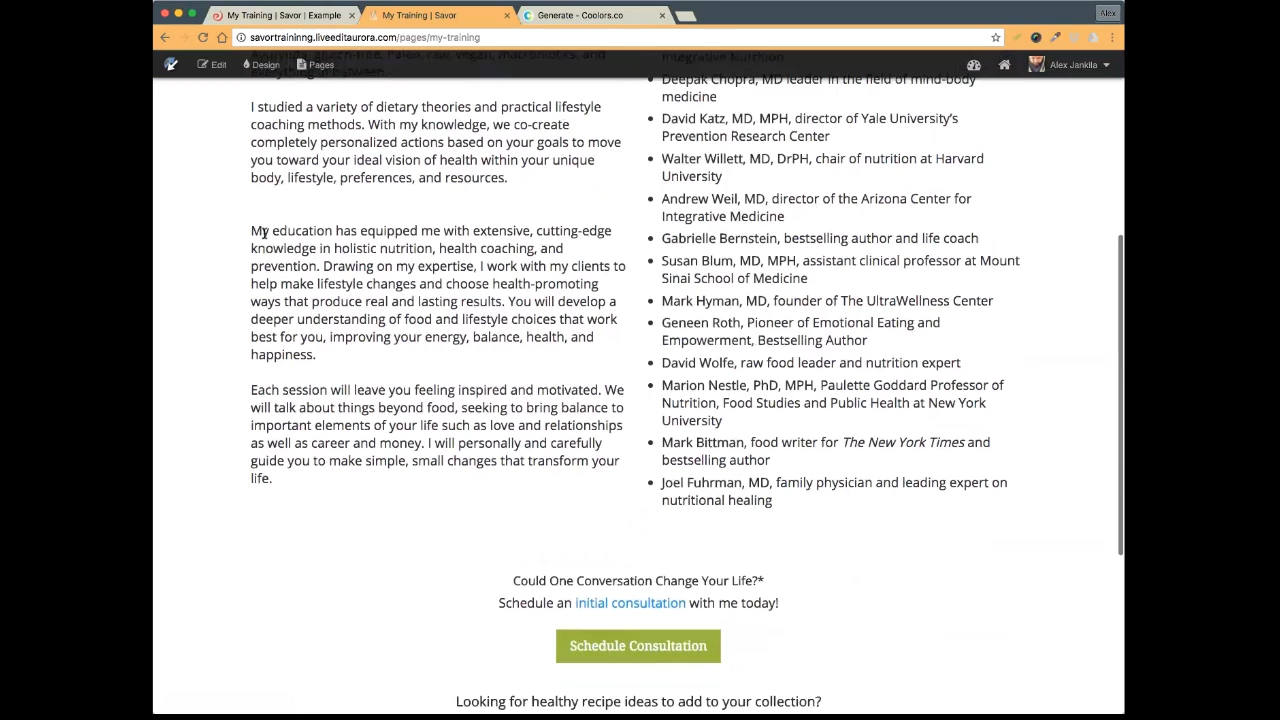 My Training | Savor | Example
My Training | Savor
Generate - Coolors.co
Alex
savortraininng.liveeditaurora.com/pages/my-training
Edit
Design
Pages
Alex Jankila
everything in between.
I studied a variety of dietary theories and practical lifestyle
coaching methods. With my knowledge, we co-create
completely personalized actions based on your goals to move
you toward your ideal vision of health within your unique
body, lifestyle, preferences, and resources.
My education has equipped me with extensive, cutting-edge
knowledge in holistic nutrition, health coaching, and
prevention. Drawing on my expertise, I work with my clients to
help make lifestyle changes and choose health-promoting
ways that produce real and lasting results. You will develop a
deeper understanding of food and lifestyle choices that work
best for you, improving your energy, balance, health, and
happiness.
Each session will leave you feeling inspired and motivated. We
will talk about things beyond food, seeking to bring balance to
important elements of your life such as love and relationships
as well as career and money. I will personally and carefully
guide you to make simple, small changes that transform your
life.
Integrative Nutrition
Deepak Chopra, MD leader in the field of mind-body
medicine
David Katz, MD, MPH, director of Yale University's
Prevention Research Center
Walter Willett, MD, DrPH, chair of nutrition at Harvard
University
Andrew Weil, MD, director of the Arizona Center for
Integrative Medicine
Gabrielle Bernstein, bestselling author and life coach
Susan Blum, MD, MPH, assistant clinical professor at Mount
Sinai School of Medicine
Mark Hyman, MD, founder of The UltraWellness Center
Geneen Roth, Pioneer of Emotional Eating and
Empowerment, Bestselling Author
David Wolfe, raw food leader and nutrition expert
Marion Nestle, PhD, MPH, Paulette Goddard Professor of
Nutrition, Food Studies and Public Health at New York
University
Mark Bittman, food writer for The New York Times and
bestselling author
Joel Fuhrman, MD, family physician and leading expert on
nutritional healing
Could One Conversation Change Your Life?*
Schedule an initial consultation with me today!
Schedule Consultation
Looking for healthy recipe ideas to add to your collection?